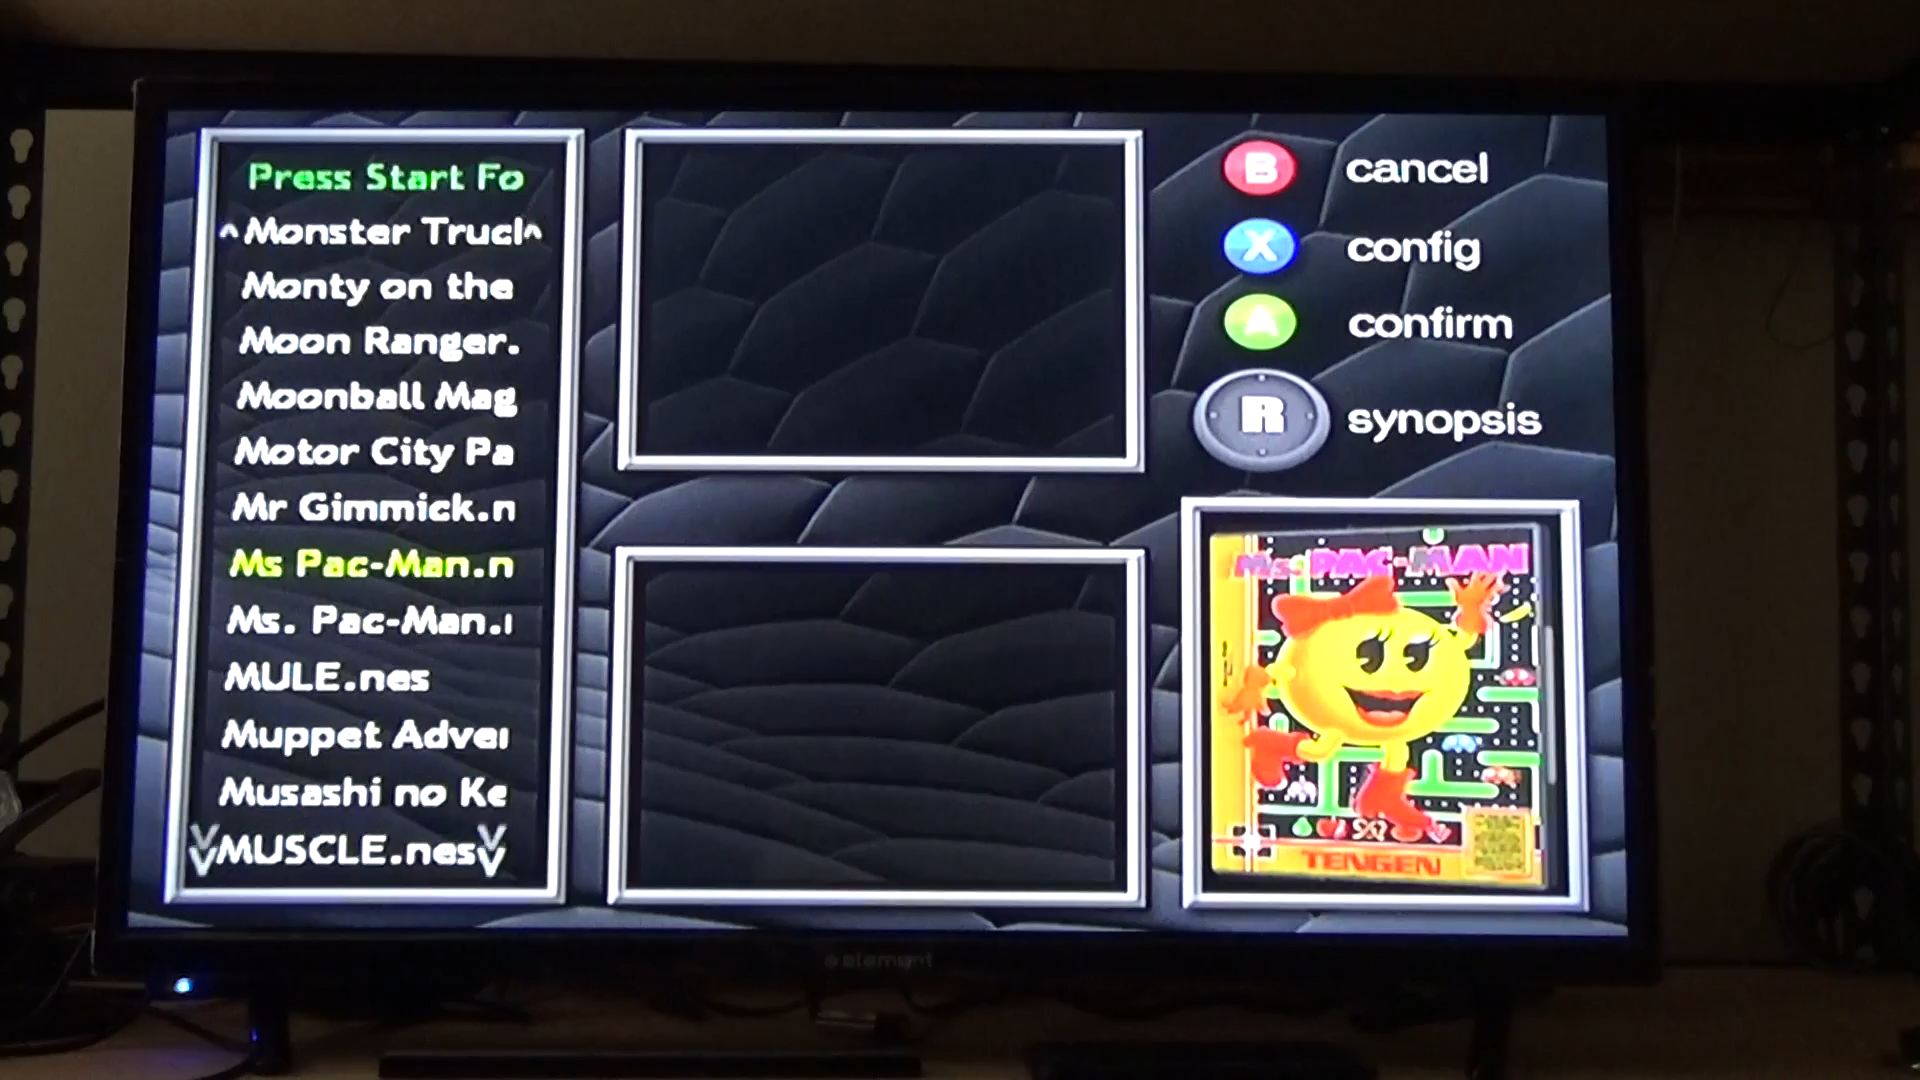 Press Start Fo
^Monster Truc^
Monty on the
Moon Ranger.
Moonball Mag
Motor City Pa
Mr Gimmick.n
Ms Pac-Man.n
Ms. Pac-Man.
MULE.nes
Muppet Adve
Musashi no Ke
MUSCLE.nes
B cancel
X config
A confirm
R synopsis
Ms. PAC-MAN
TENGEN
element